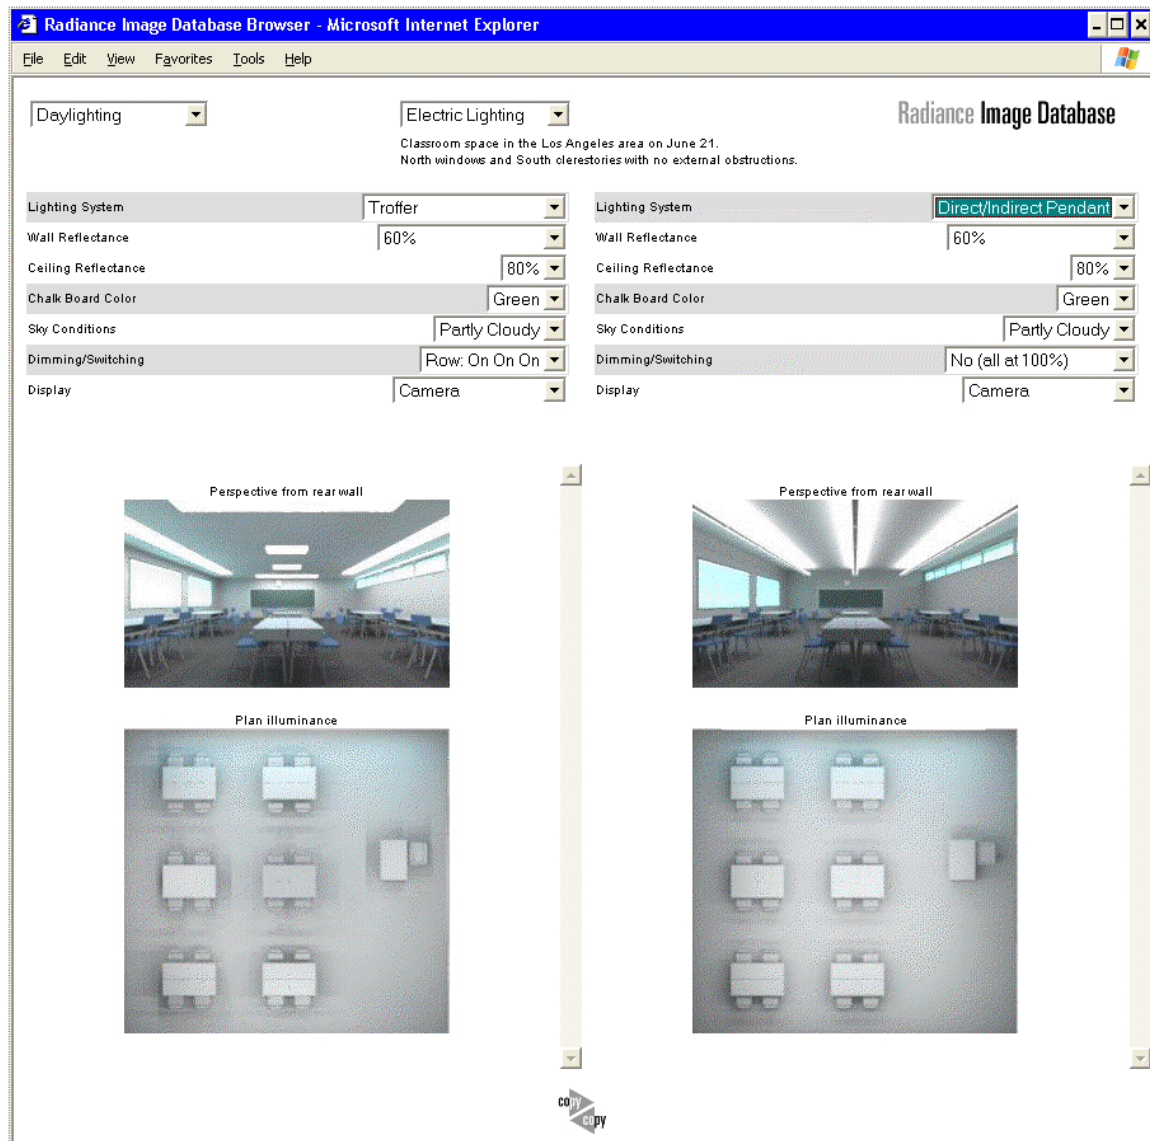 Radiance Image Database Browser - Microsoft Internet Explorer
File Edit View Favorites Tools Help
Daylighting Electric Lighting Radiance Image Database
Classroom space in the Los Angeles area on June 21.
North windows and South clerestories with no external obstructions.
Lighting System Troffer
Wall Reflectance 60%
Ceiling Reflectance 80%
Chalk Board Color Green
Sky Conditions Partly Cloudy
Dimming/Switching Row: On On On
Display Camera
Lighting System Direct/Indirect Pendant
Wall Reflectance 60%
Ceiling Reflectance 80%
Chalk Board Color Green
Sky Conditions Partly Cloudy
Dimming/Switching No (all at 100%)
Display Camera
Perspective from rear wall
Plan illuminance
Perspective from rear wall
Plan illuminance
copy
copy